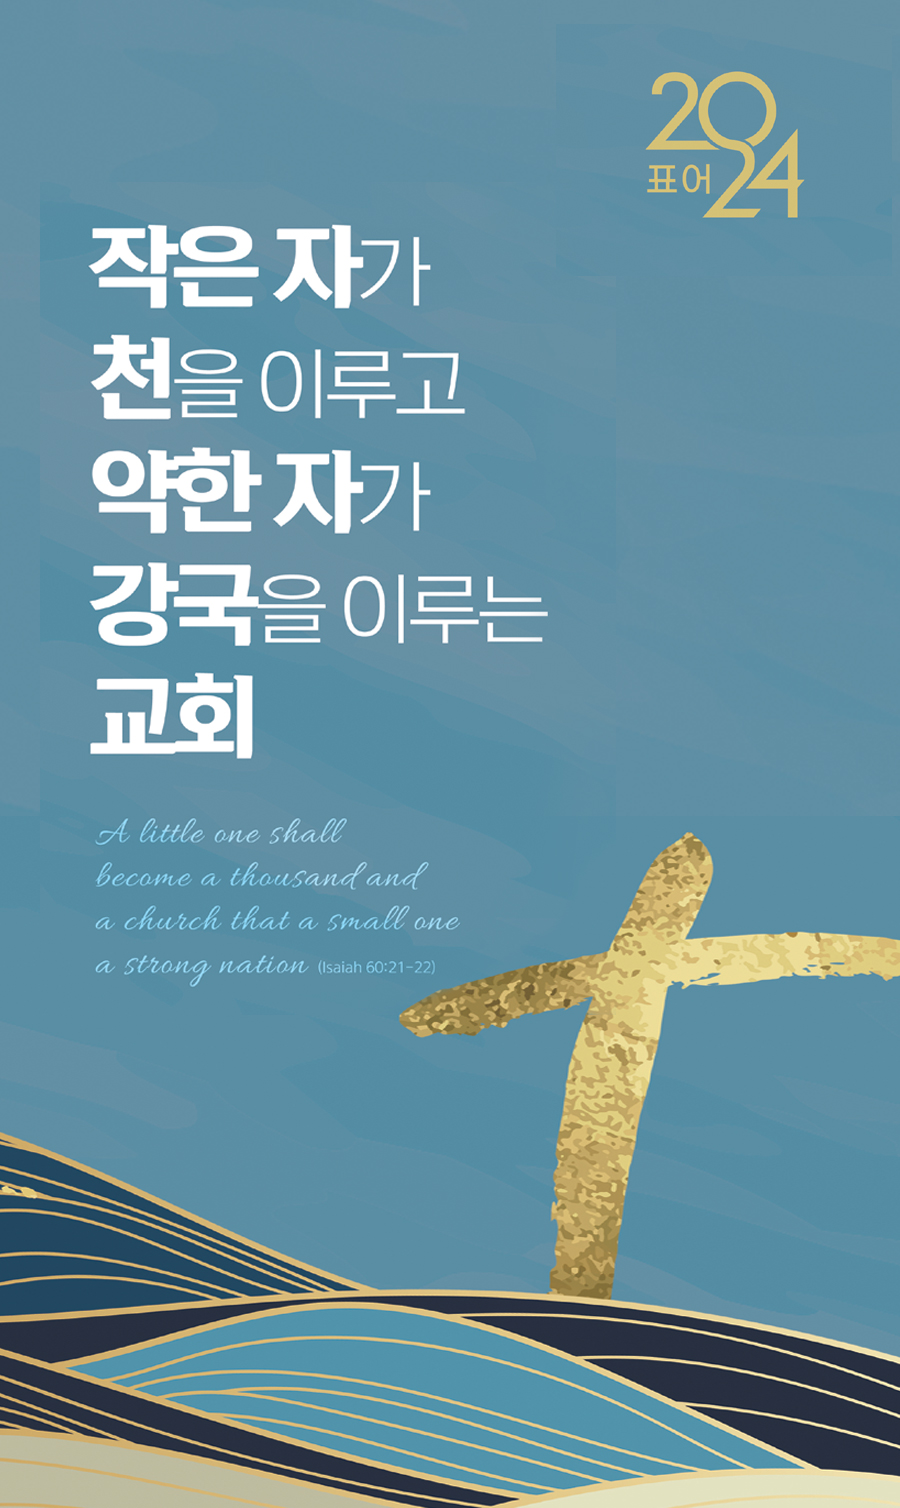 2024
표어
작은 자가
천을 이루고
약한 자가
강국을 이루는
교회
A little one shall
become a thousand and
a church that a small one
a strong nation (Isaiah 60:21-22)